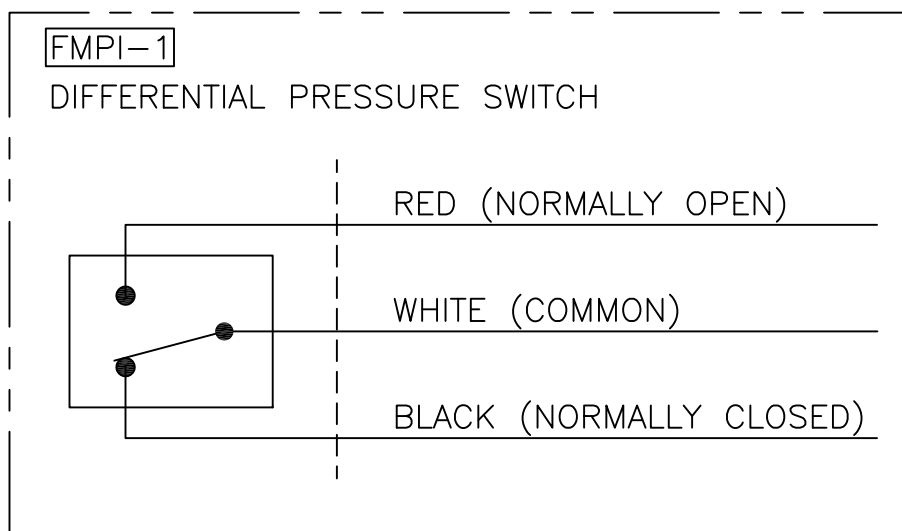 FMPI-1
DIFFERENTIAL PRESSURE SWITCH
RED (NORMALLY OPEN)
WHITE (COMMON)
BLACK (NORMALLY CLOSED)